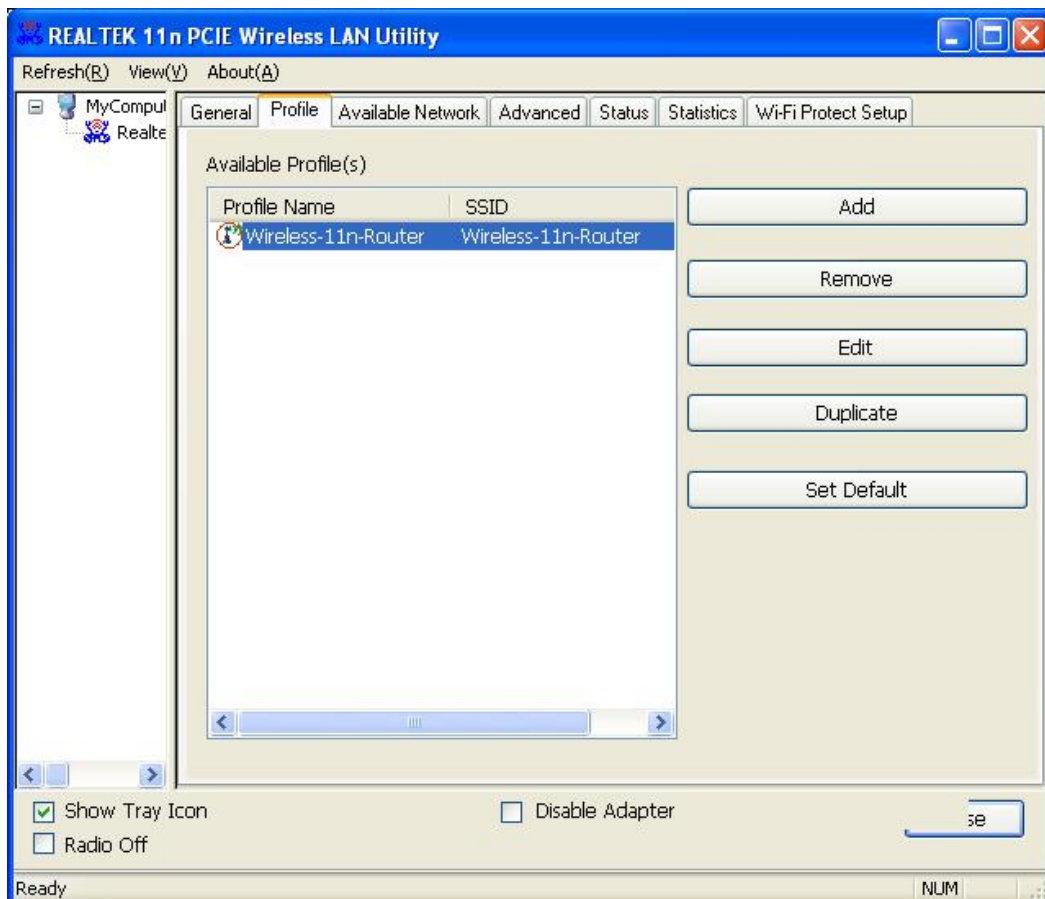 REALTEK 11n PCIE Wireless LAN Utility
Refresh(R) View(V) About(A)
MyCompu
Realte
General Profile Available Network Advanced Status Statistics Wi-Fi Protect Setup
Available Profile(s)
Profile Name SSID
Wireless-11n-Router Wireless-11n-Router
Add
Remove
Edit
Duplicate
Set Default
Show Tray Icon
Radio Off
Disable Adapter
se
Ready
NUM